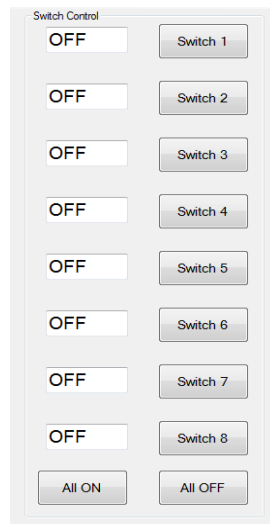 Switch Control
OFF Switch 1
OFF Switch 2
OFF Switch 3
OFF Switch 4
OFF Switch 5
OFF Switch 6
OFF Switch 7
OFF Switch 8
All ON All OFF